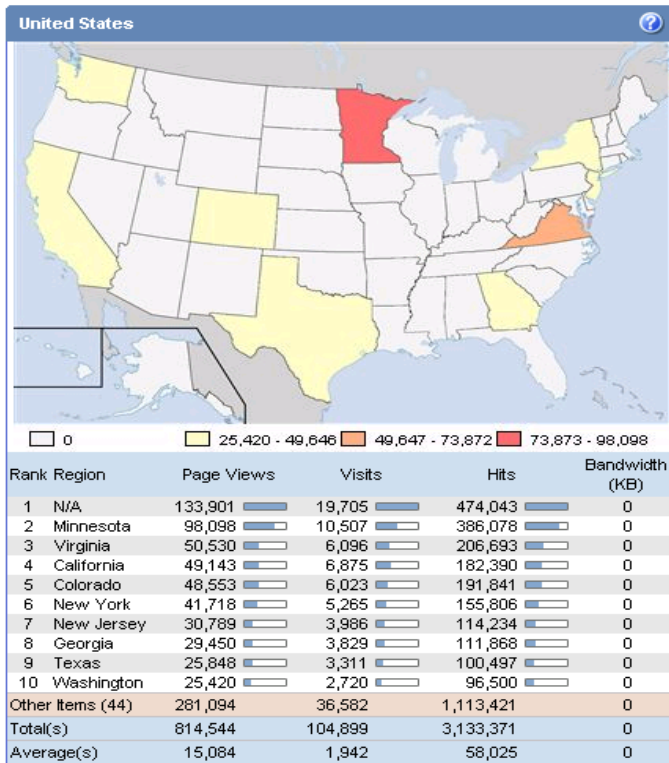 United States ?
0 25,420 - 49,646 49,647 - 73,872 73,873 - 98,098
Rank Region Page Views Visits Hits Bandwidth (KB)
1 N/A 133,901 19,705 474,043 0
2 Minnesota 98,098 10,507 386,078 0
3 Virginia 50,530 6,096 206,693 0
4 California 49,143 6,875 182,390 0
5 Colorado 48,553 6,023 191,841 0
6 New York 41,718 5,265 155,806 0
7 New Jersey 30,789 3,986 114,234 0
8 Georgia 29,450 3,829 111,868 0
9 Texas 25,848 3,311 100,497 0
10 Washington 25,420 2,720 96,500 0
Other Items (44) 281,094 36,582 1,113,421 0
Total(s) 814,544 104,899 3,133,371 0
Average(s) 15,084 1,942 58,025 0